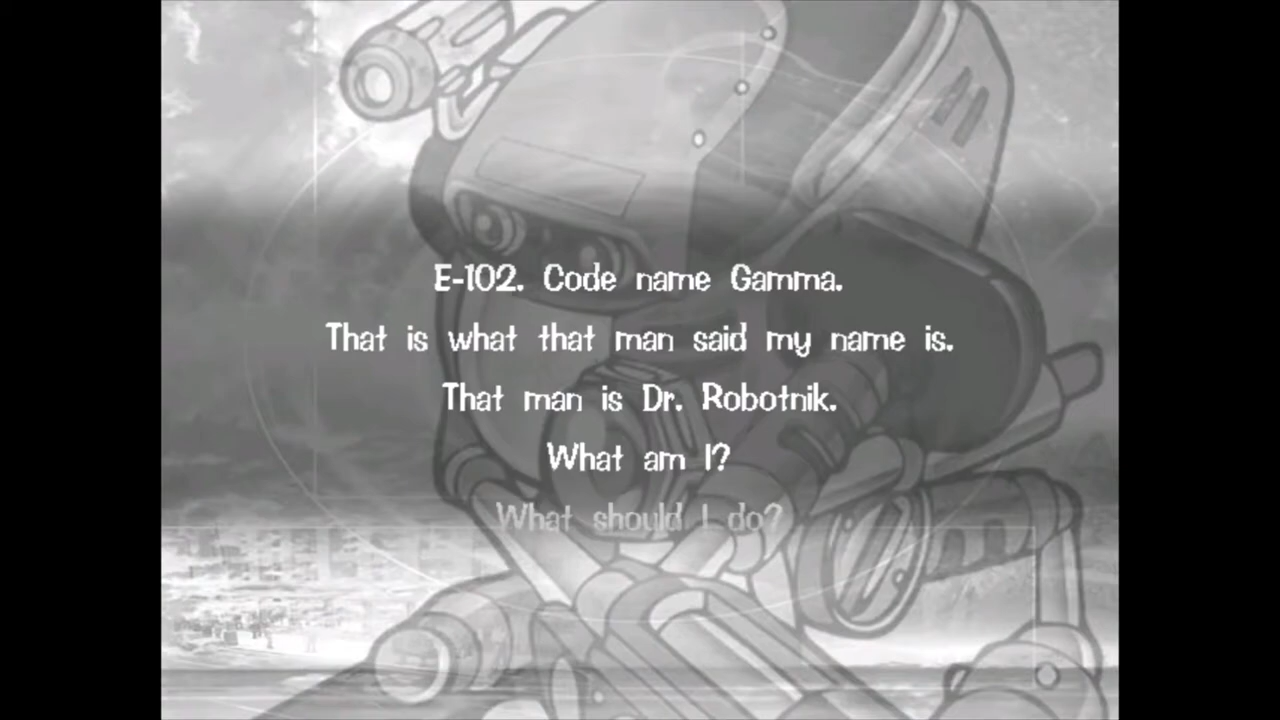 E-102. Code name Gamma.
That is what that man said my name is.
That man is Dr. Robotnik.
What am I?
What should I do?